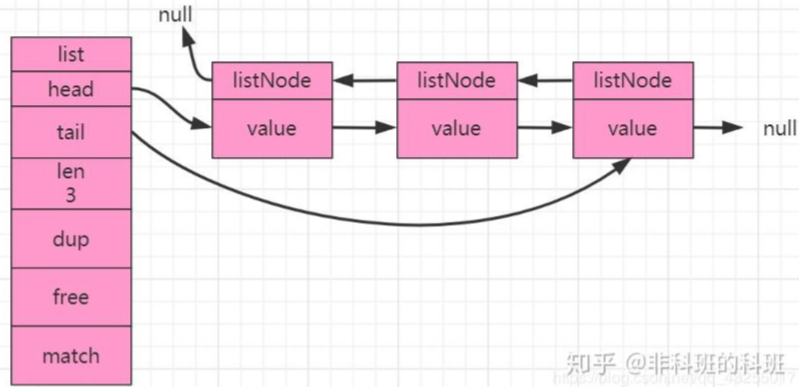 null
list
head
tail
len
3
dup
free
match
listNode
value
listNode
value
listNode
value
null
知乎 @非科班的科班